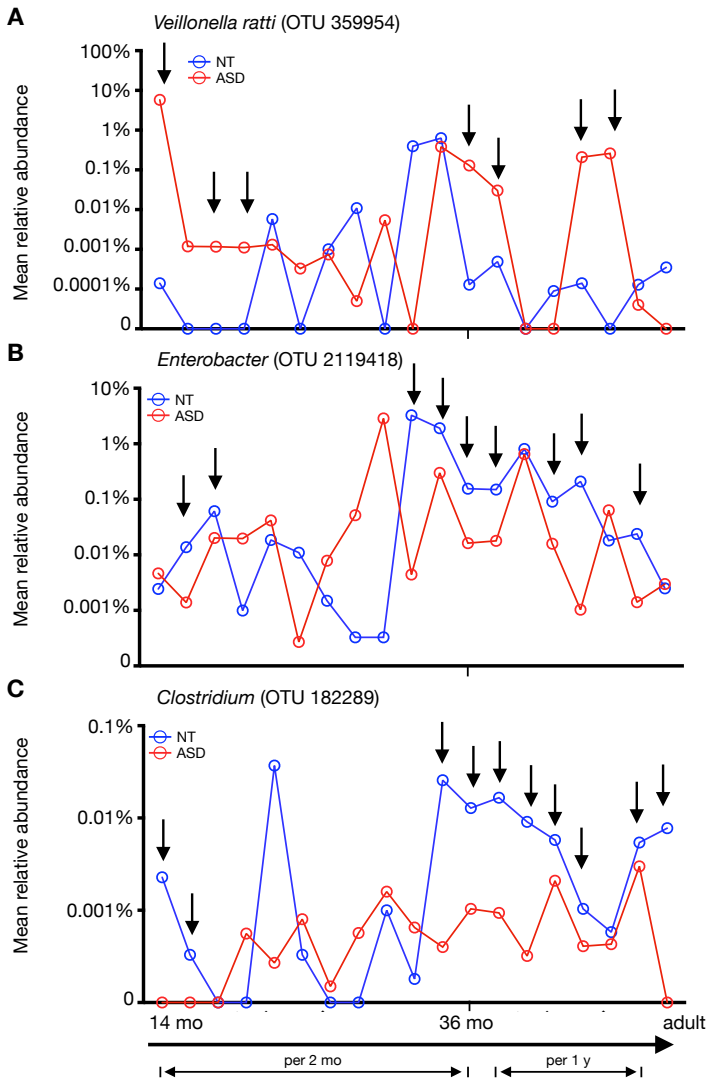 A
Veillonella ratti (OTU 359954)
Mean relative abundance
100%
10%
1%
0.1%
0.01%
0.001%
0.0001%
0
NT
ASD
B
Enterobacter (OTU 2119418)
Mean relative abundance
10%
1%
0.1%
0.01%
0.001%
0
NT
ASD
C
Clostridium (OTU 182289)
Mean relative abundance
0.1%
0.01%
0.001%
0
NT
ASD
14 mo 36 mo adult
per 2 mo per 1 y